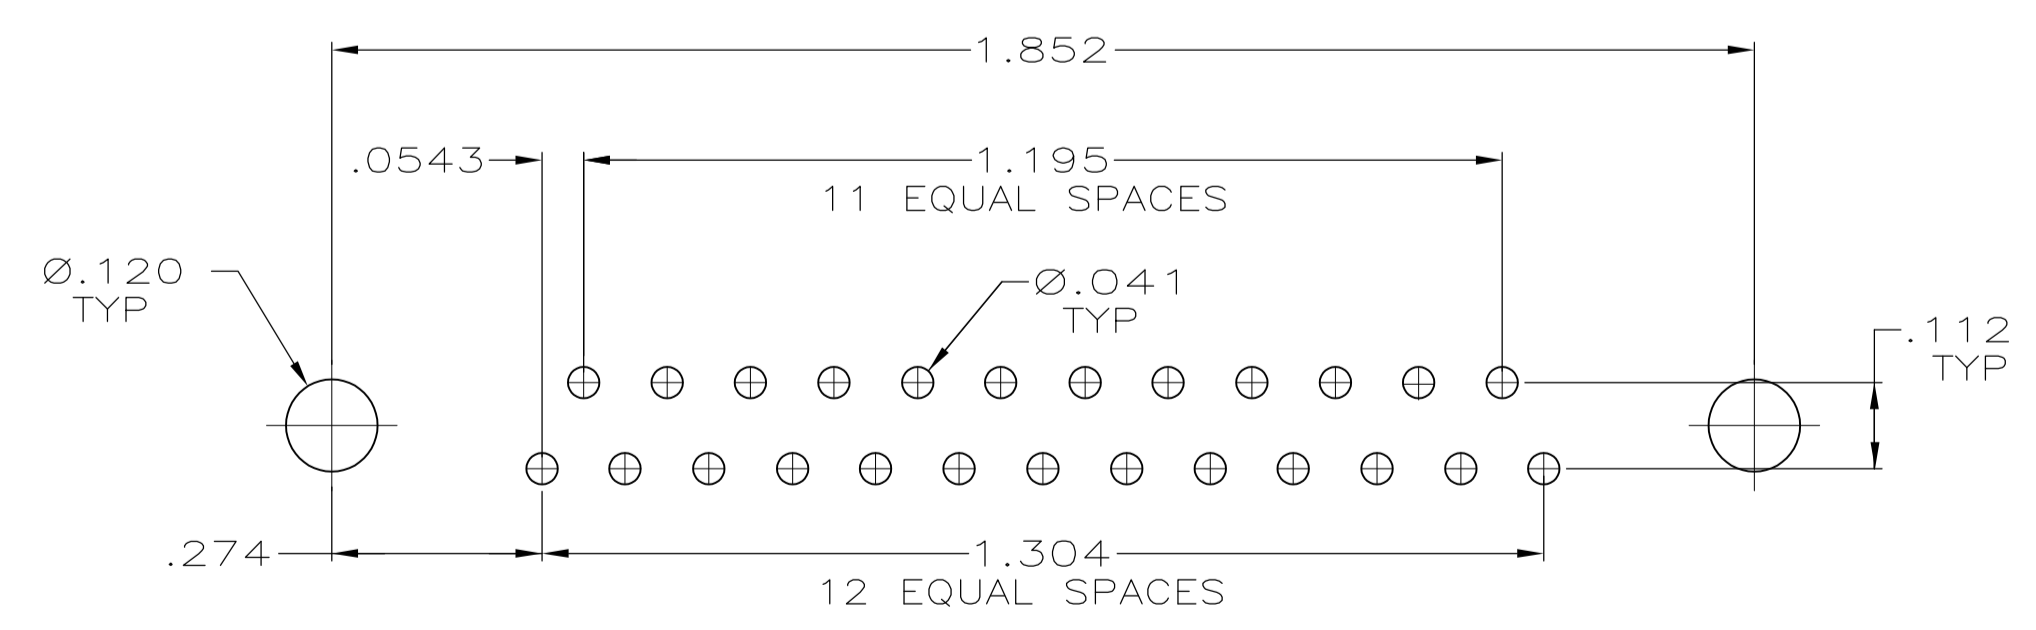 1.852
.0543
1.195
11 EQUAL SPACES
Ø.120
TYP
Ø.041
TYP
.112
TYP
.274
1.304
12 EQUAL SPACES